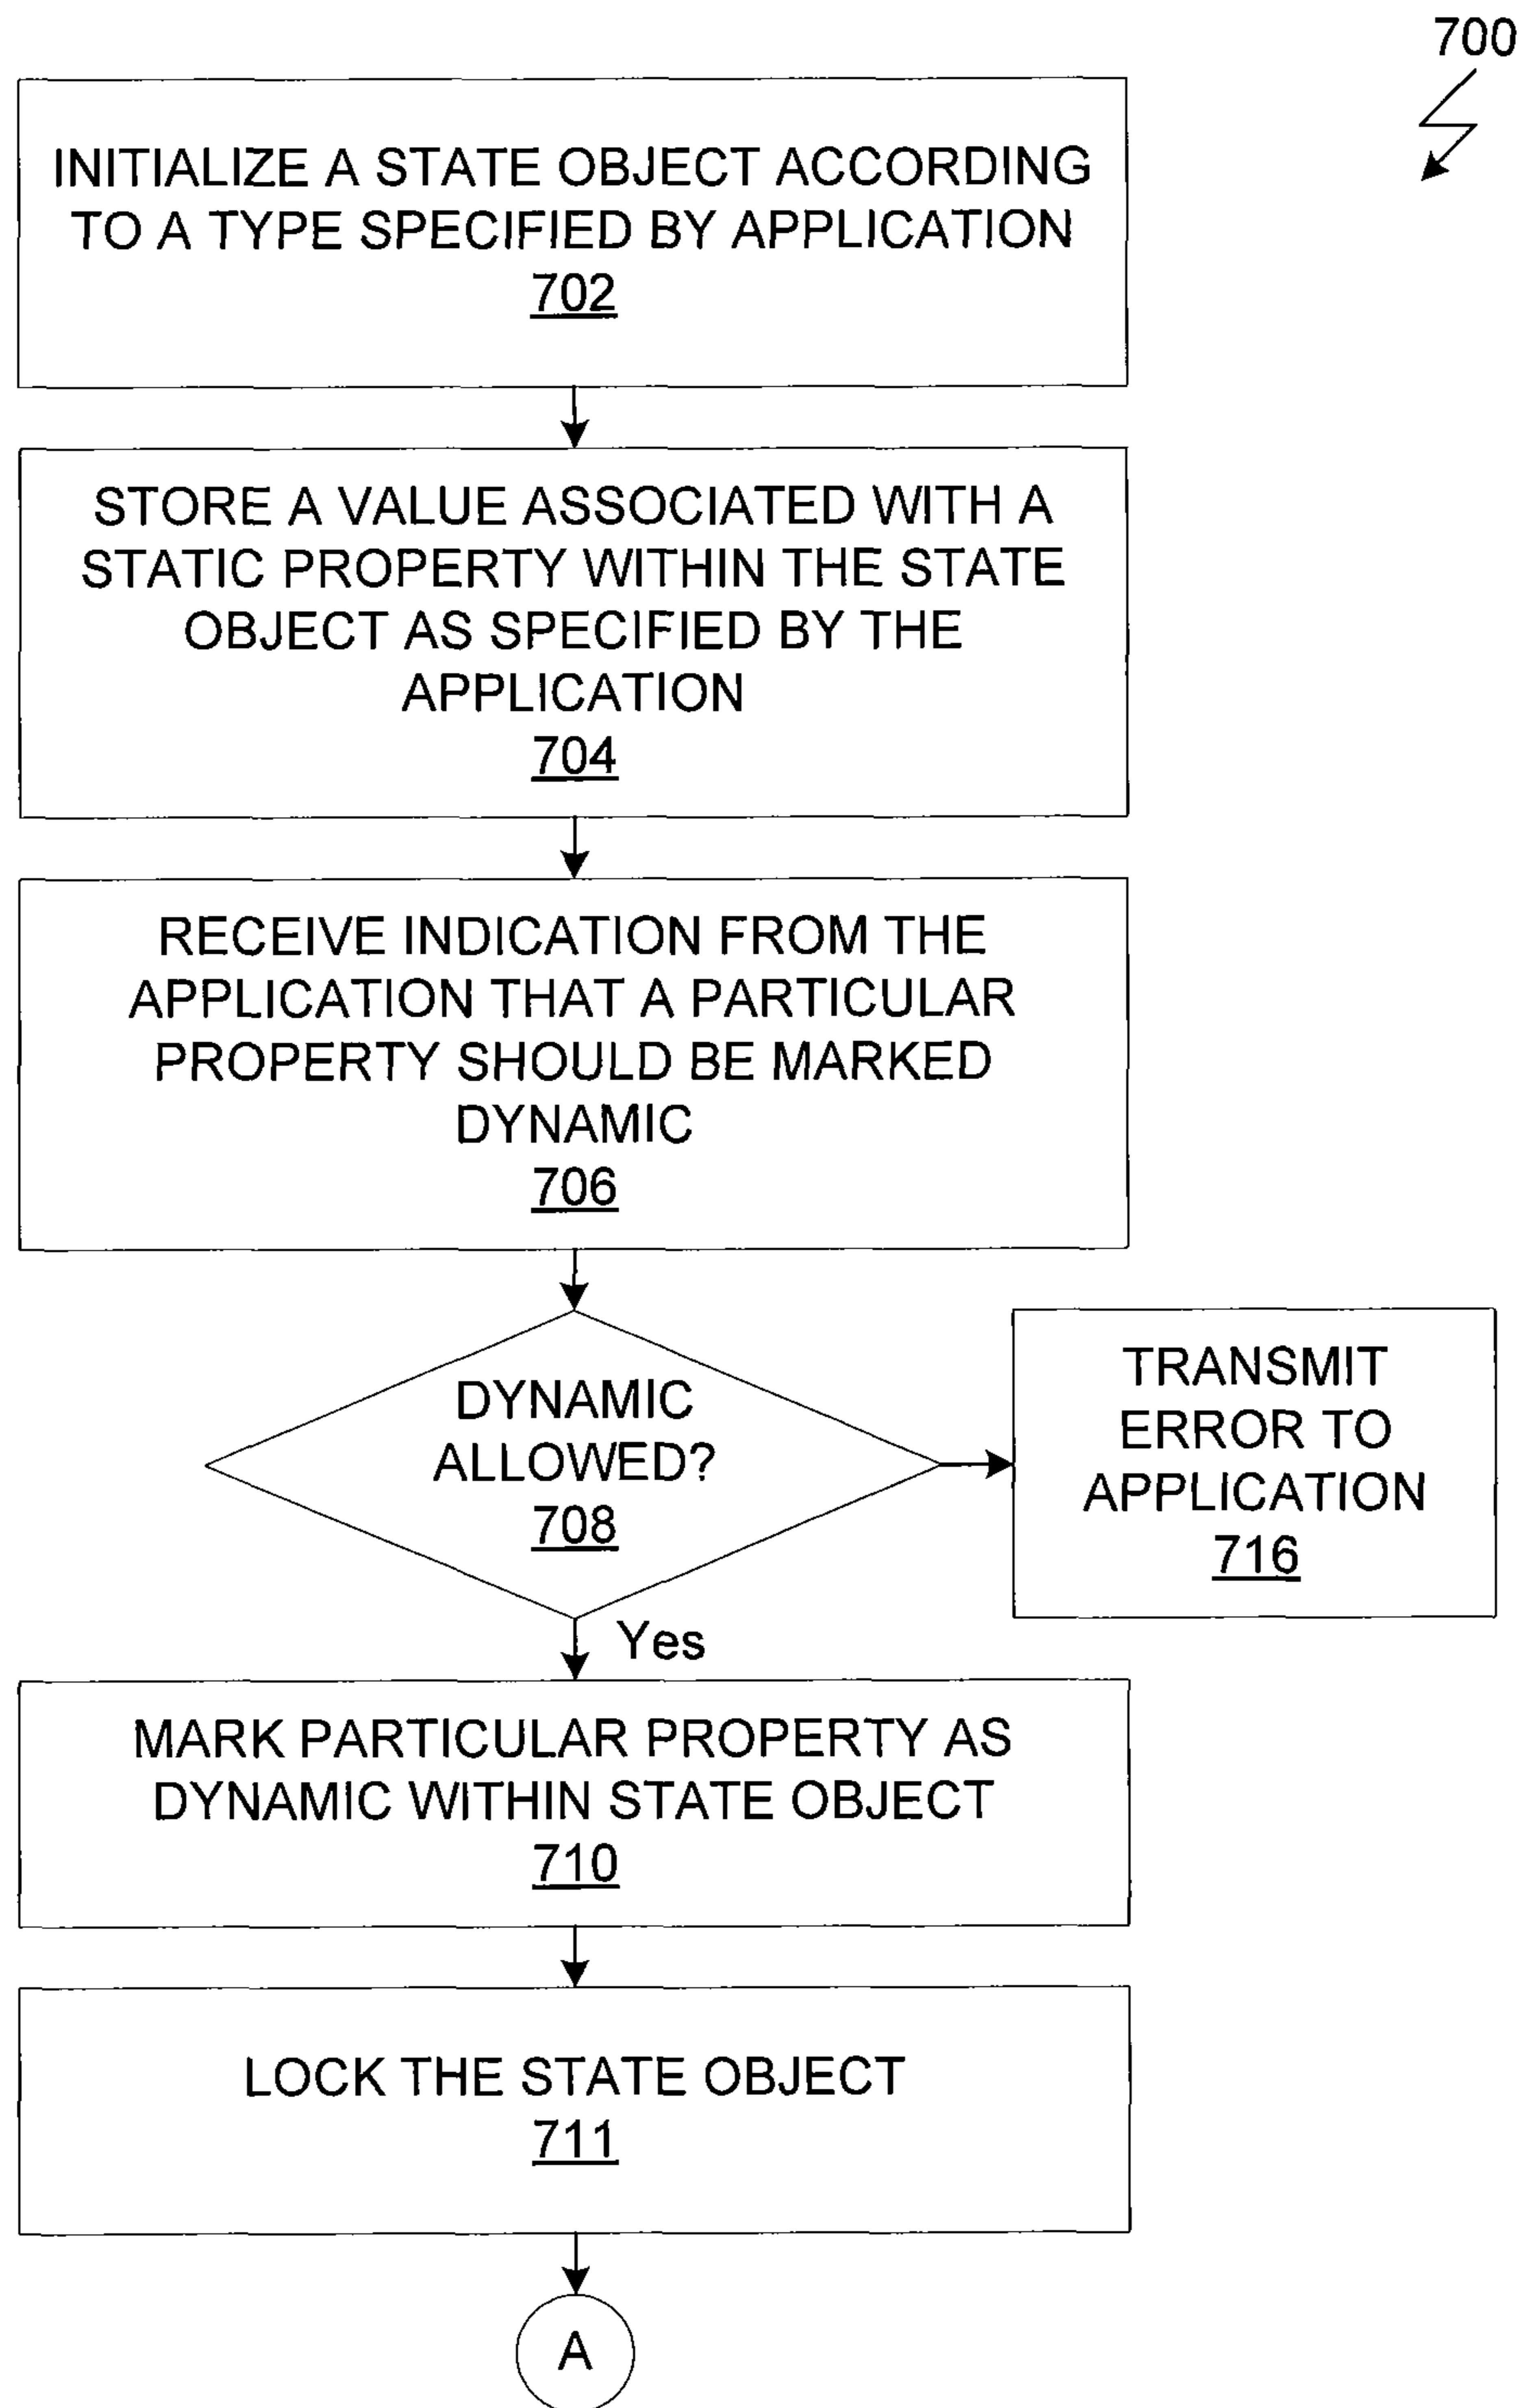 700
INITIALIZE A STATE OBJECT ACCORDING
TO A TYPE SPECIFIED BY APPLICATION
702
STORE A VALUE ASSOCIATED WITH A
STATIC PROPERTY WITHIN THE STATE
OBJECT AS SPECIFIED BY THE
APPLICATION
704
RECEIVE INDICATION FROM THE
APPLICATION THAT A PARTICULAR
PROPERTY SHOULD BE MARKED
DYNAMIC
706
DYNAMIC
ALLOWED?
708
TRANSMIT
ERROR TO
APPLICATION
716
Yes
MARK PARTICULAR PROPERTY AS
DYNAMIC WITHIN STATE OBJECT
710
LOCK THE STATE OBJECT
711
A